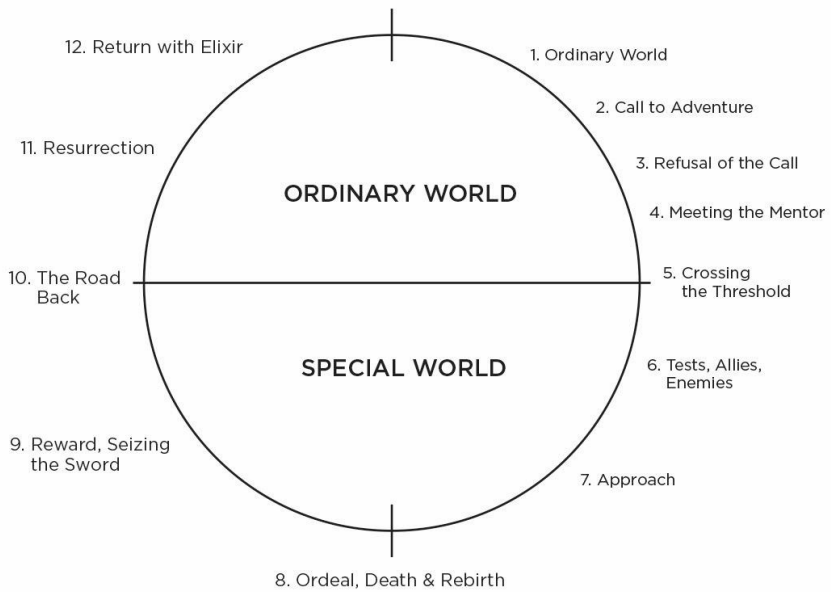 12. Return with Elixir
1. Ordinary World
2. Call to Adventure
11. Resurrection
3. Refusal of the Call
ORDINARY WORLD
4. Meeting the Mentor
10. The Road
Back
5. Crossing
the Threshold
SPECIAL WORLD
6. Tests, Allies,
Enemies
9. Reward, Seizing
the Sword
7. Approach
8. Ordeal, Death & Rebirth